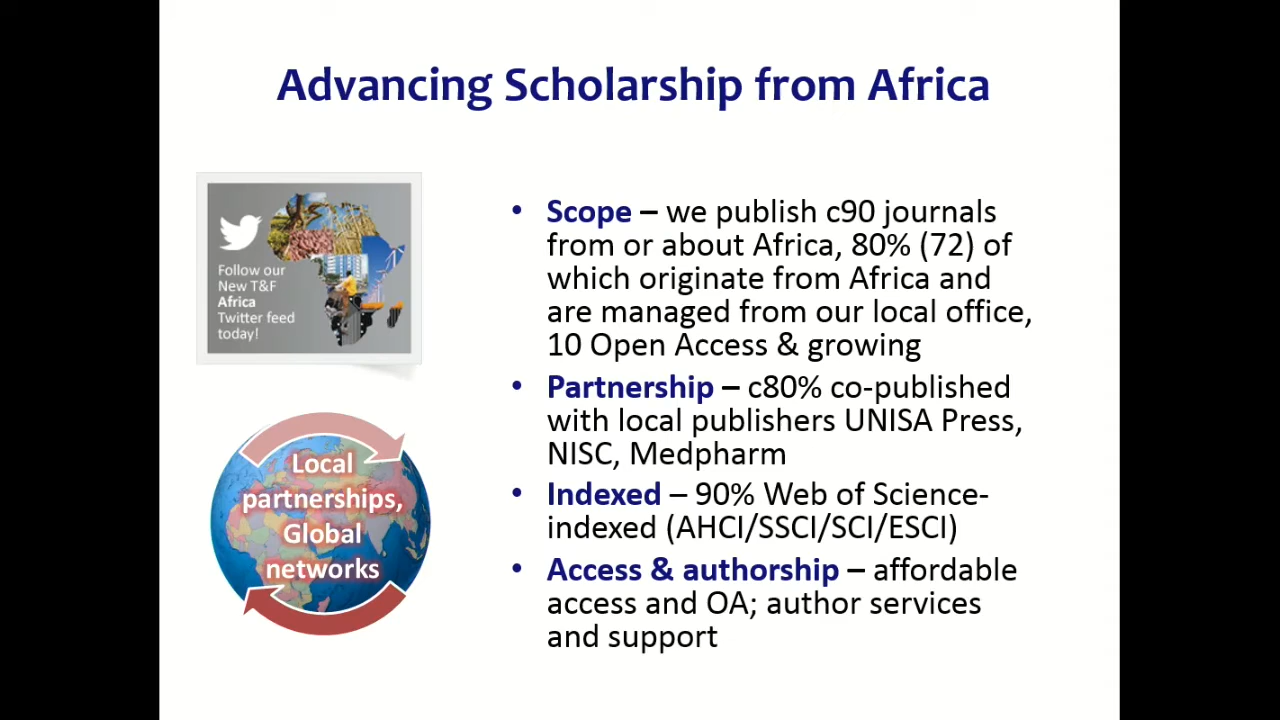 Advancing Scholarship from Africa
Follow our
New T&F
Africa
Twitter feed
today!
Local
partnerships,
Global
networks
• Scope – we publish c90 journals
from or about Africa, 80% (72) of
which originate from Africa and
are managed from our local office,
10 Open Access & growing
• Partnership – c80% co-published
with local publishers UNISA Press,
NISC, Medpharm
• Indexed – 90% Web of Science-
indexed (AHCI/SSCI/SCI/ESCI)
• Access & authorship – affordable
access and OA; author services
and support